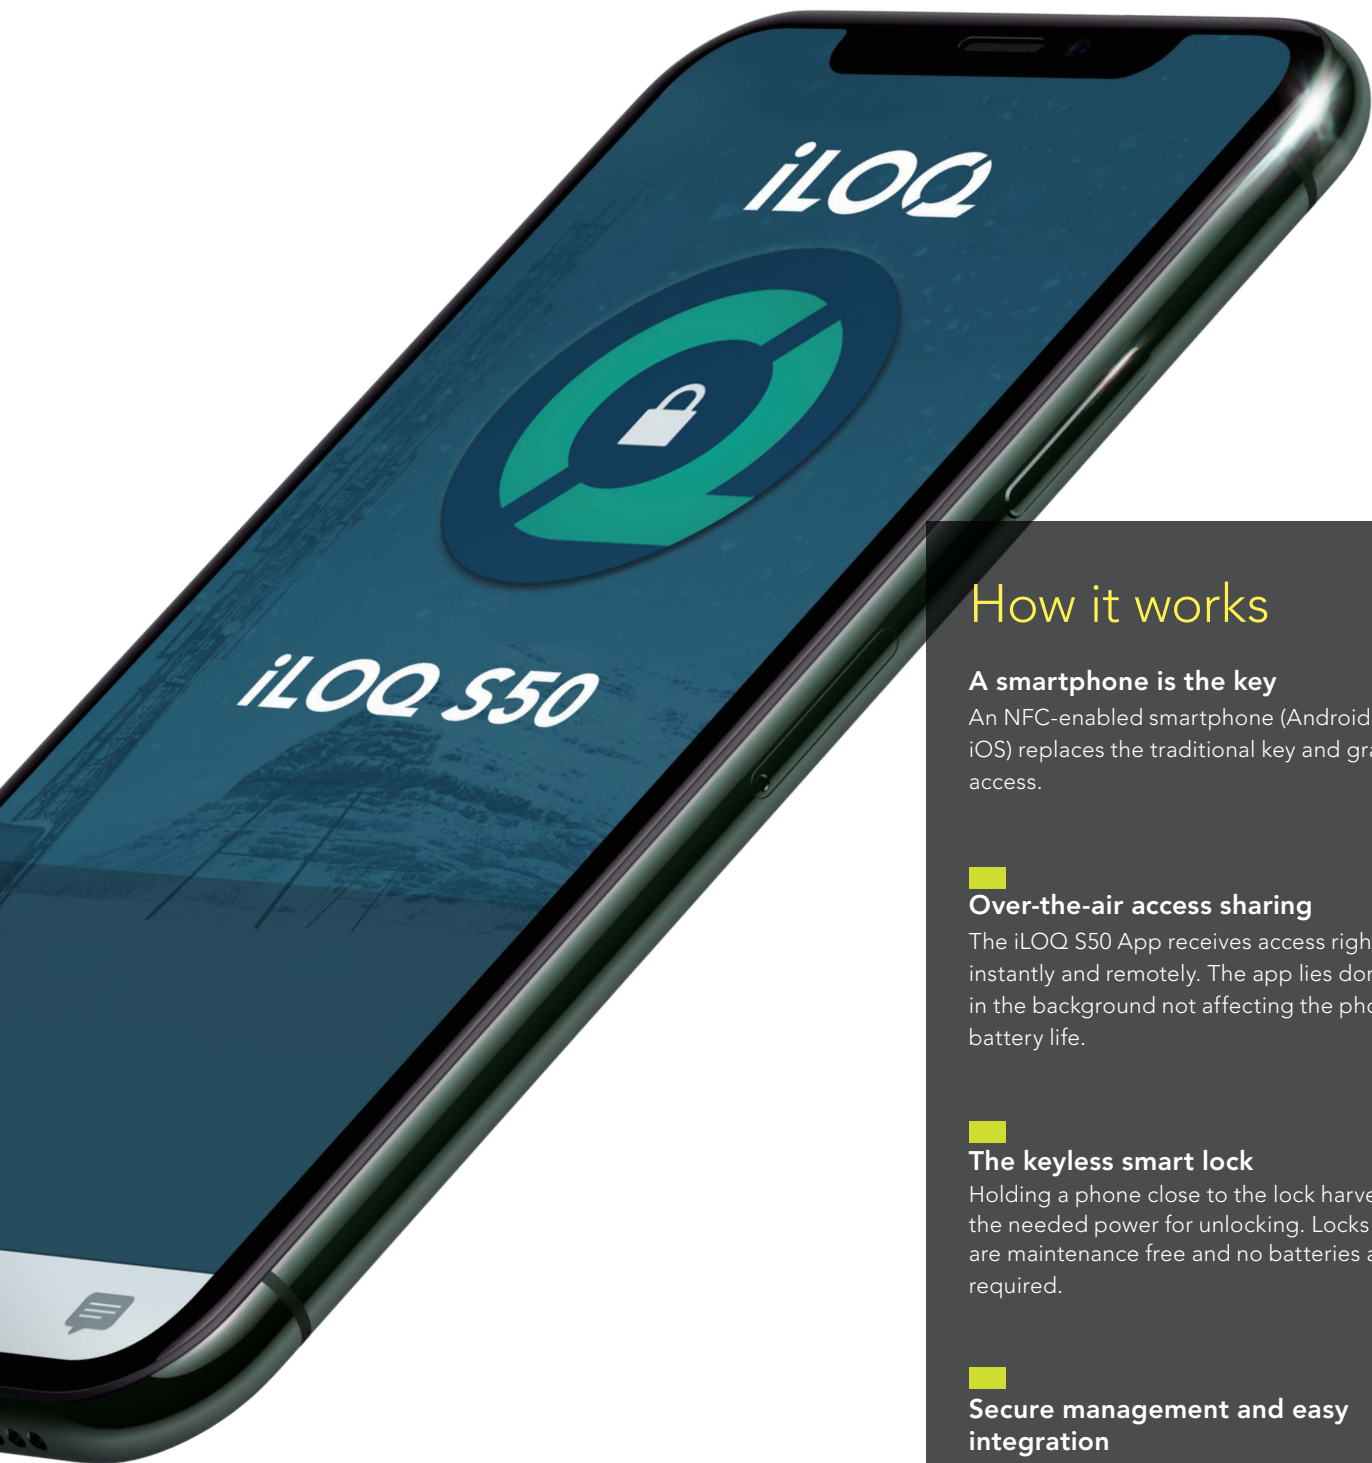 iLOQ
iLOQ S50
How it works
A smartphone is the key
An NFC-enabled smartphone (Android
iOS) replaces the traditional key and
access.
Over-the-air access sharing
The iLOQ S50 App receives access
instantly and remotely. The app lies
in the background not affecting the
battery life.
The keyless smart lock
Holding a phone close to the lock
the needed power for unlocking. Locks
are maintenance free and no batteries
required.
Secure management and easy
integration